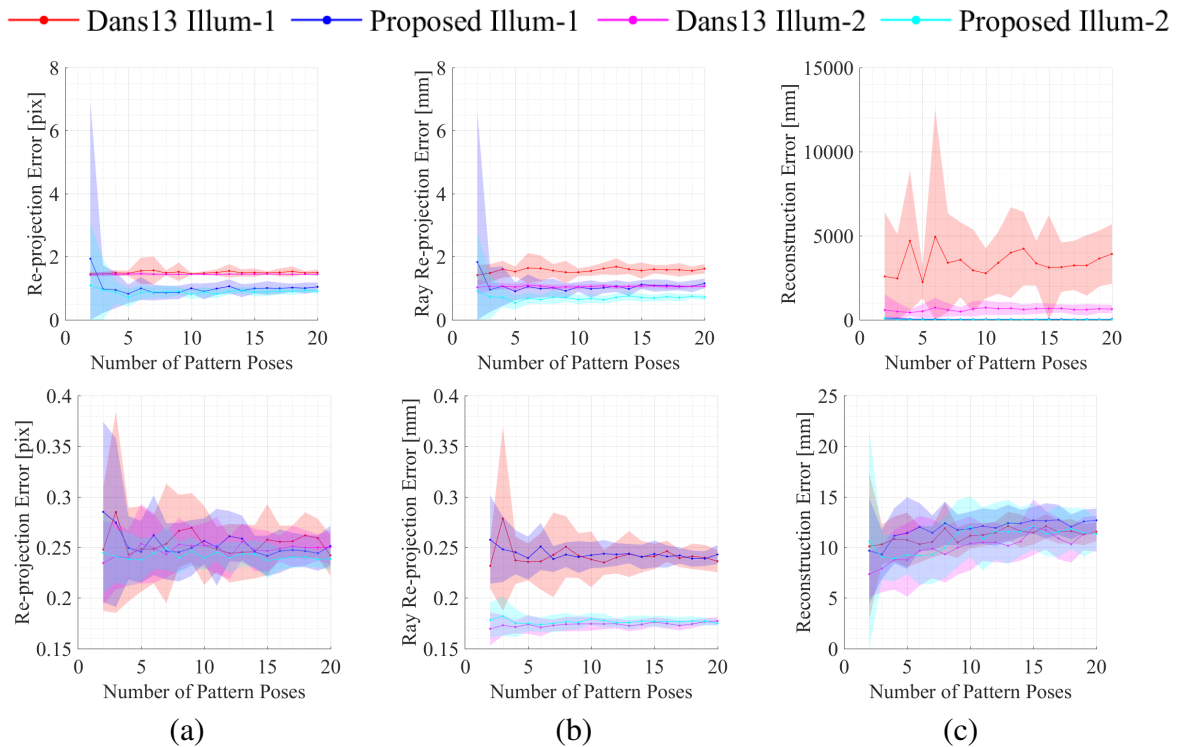 Dans13 Illum-1 Proposed Illum-1 Dans13 Illum-2 Proposed Illum-2
Re-projection Error [pix]
8
6
4
2
0
0 5 10 15 20
Number of Pattern Poses
Ray Re-projection Error [mm]
8
6
4
2
0
0 5 10 15 20
Number of Pattern Poses
Reconstruction Error [mm]
15000
10000
5000
0
0 5 10 15 20
Number of Pattern Poses
Re-projection Error [pix]
0.4
0.35
0.3
0.25
0.2
0.15
0 5 10 15 20
Number of Pattern Poses
(a)
Ray Re-projection Error [mm]
0.4
0.35
0.3
0.25
0.2
0.15
0 5 10 15 20
Number of Pattern Poses
(b)
Reconstruction Error [mm]
25
20
15
10
5
0
0 5 10 15 20
Number of Pattern Poses
(c)